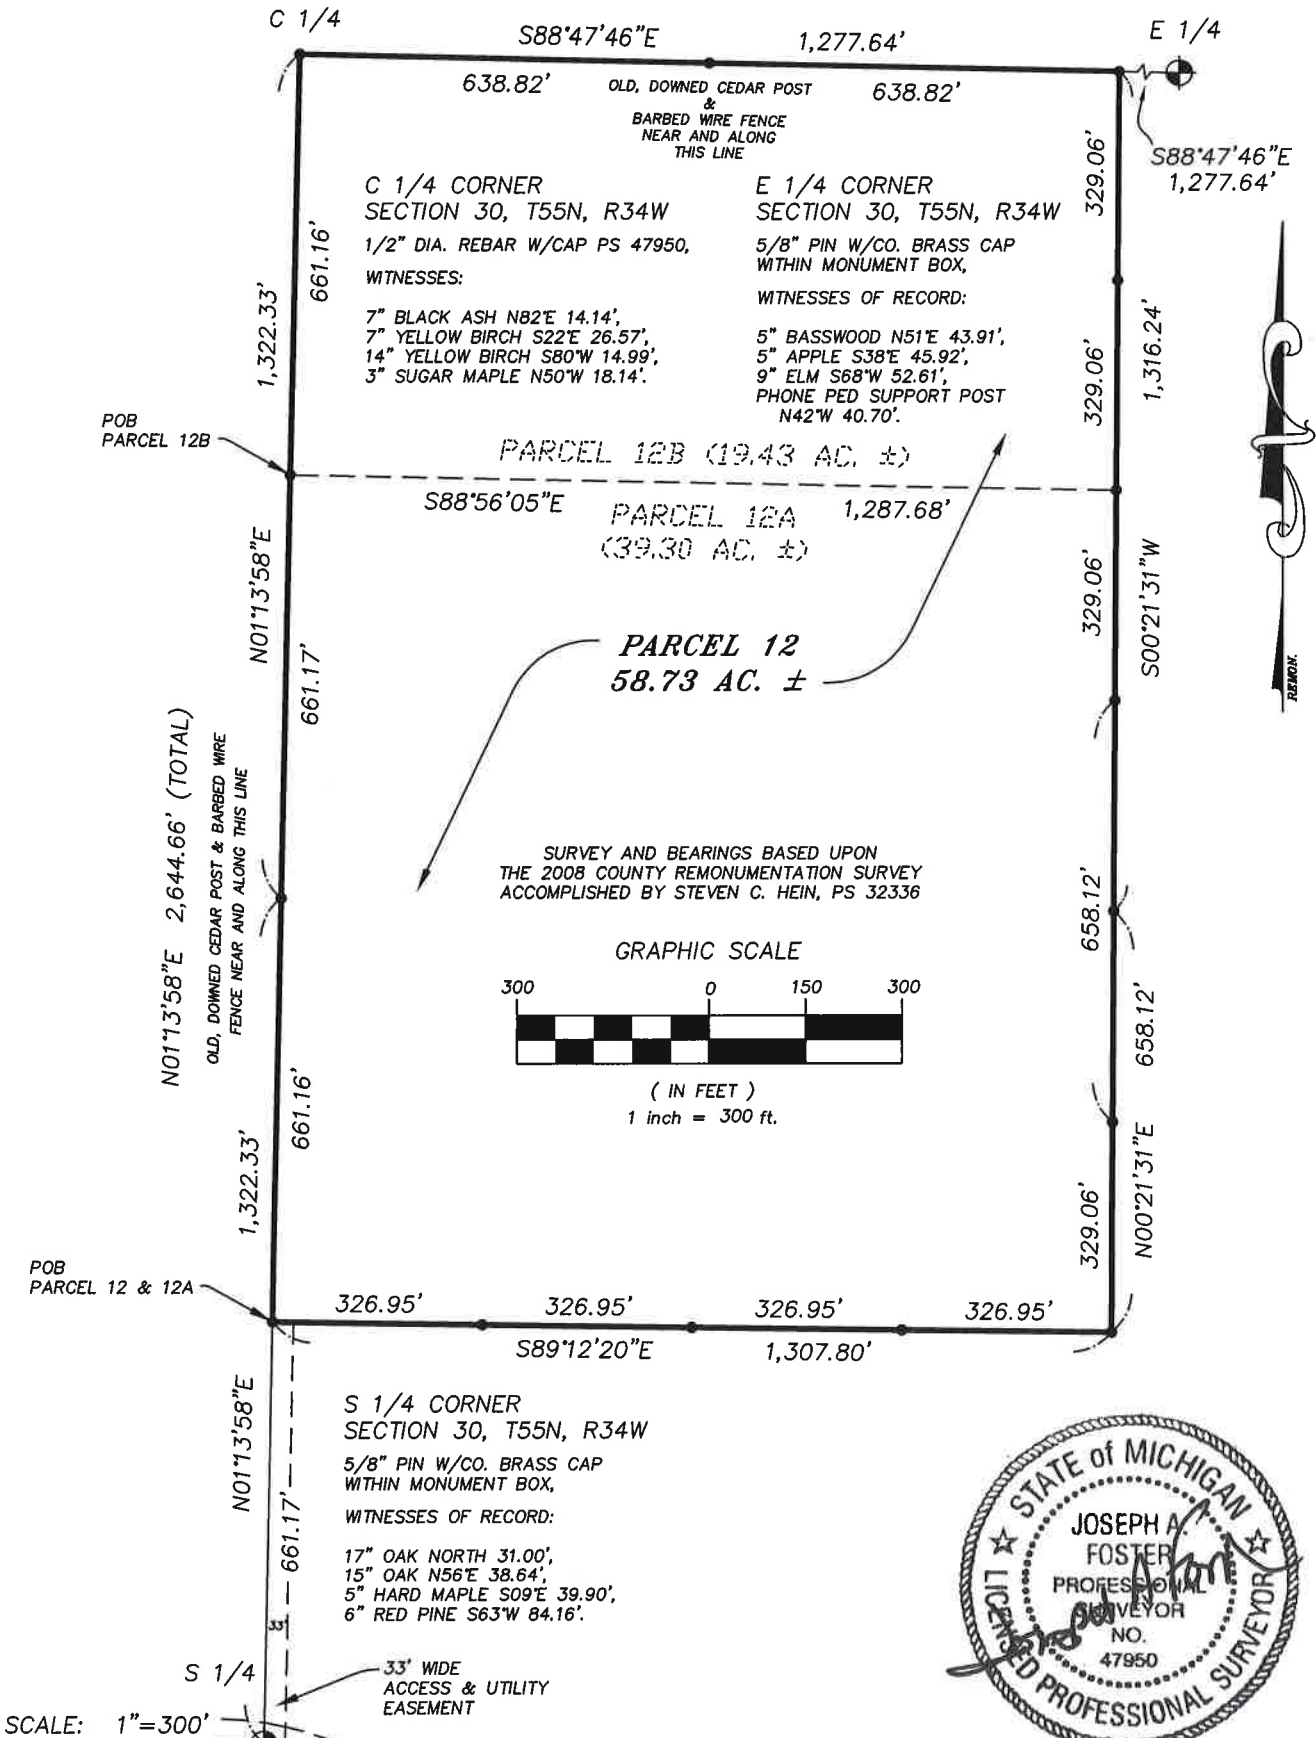 C 1/4
S88°47'46"E
1,277.64'
E 1/4
638.82'
OLD, DOWNED CEDAR POST
&
BARBED WIRE FENCE
NEAR AND ALONG
THIS LINE
638.82'
S88°47'46"E
1,277.64'
329.06'
C 1/4 CORNER
SECTION 30, T55N, R34W
1/2" DIA. REBAR W/CAP PS 47950,
WITNESSES:
7" BLACK ASH N82°E 14.14',
7" YELLOW BIRCH S22°E 26.57',
14" YELLOW BIRCH S80°W 14.99',
3" SUGAR MAPLE N50°W 18.14'.
E 1/4 CORNER
SECTION 30, T55N, R34W
5/8" PIN W/CO. BRASS CAP
WITHIN MONUMENT BOX,
WITNESSES OF RECORD:
5" BASSWOOD N51°E 43.91',
5" APPLE S38°E 45.92',
9" ELM S68°W 52.61',
PHONE PED SUPPORT POST
N42°W 40.70'.
661.16'
1,322.33'
329.06'
1,316.24'
POB
PARCEL 12B
PARCEL 12B (19.43 AC. ±)
S88°56'05"E
1,287.68'
PARCEL 12A
(39.30 AC. ±)
N01°13'58"E
661.17'
329.06'
S00°21'31"W
REMON.
PARCEL 12
58.73 AC. ±
N01°13'58"E 2,644.66' (TOTAL)
OLD, DOWNED CEDAR POST & BARBED WIRE
FENCE NEAR AND ALONG THIS LINE
SURVEY AND BEARINGS BASED UPON
THE 2008 COUNTY REMONUMENTATION SURVEY
ACCOMPLISHED BY STEVEN C. HEIN, PS 32336
658.12'
658.12'
GRAPHIC SCALE
300 0 150 300
( IN FEET )
1 inch = 300 ft.
661.16'
1,322.33'
329.06'
N00°21'31"E
POB
PARCEL 12 & 12A
326.95' 326.95' 326.95' 326.95'
S89°12'20"E
1,307.80'
N01°13'58"E
661.17'
33'
S 1/4 CORNER
SECTION 30, T55N, R34W
5/8" PIN W/CO. BRASS CAP
WITHIN MONUMENT BOX,
WITNESSES OF RECORD:
17" OAK NORTH 31.00',
15" OAK N56°E 38.64',
5" HARD MAPLE S09°E 39.90',
6" RED PINE S63°W 84.16'.
S 1/4
33' WIDE
ACCESS & UTILITY
EASEMENT
SCALE: 1"=300'
STATE of MICHIGAN
JOSEPH A.
FOSTER
PROFESSIONAL
SURVEYOR
NO.
47950
LICENSED PROFESSIONAL SURVEYOR